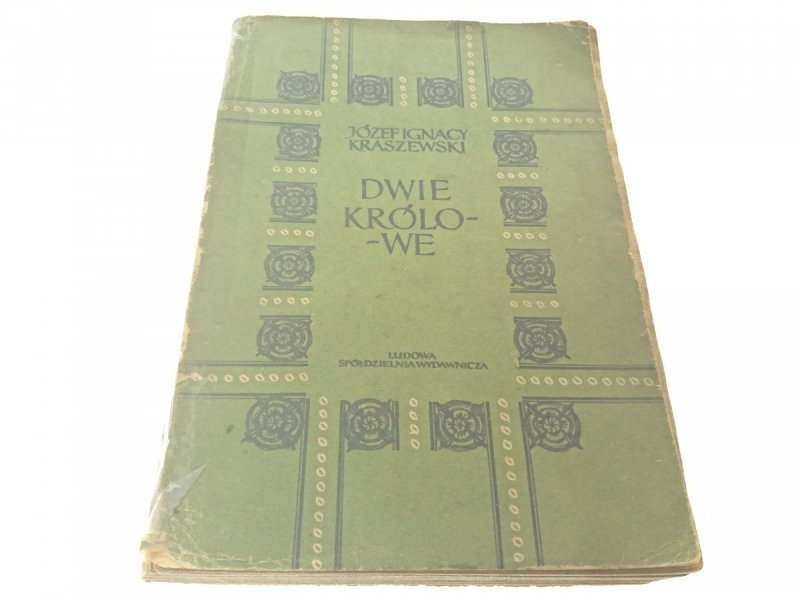 JÓZEF IGNACY
KRASZEWSKI
DWIE
KRÓLO-
-WE
LUDOWA
SPÓŁDZIELNIA WYDAWNICZA